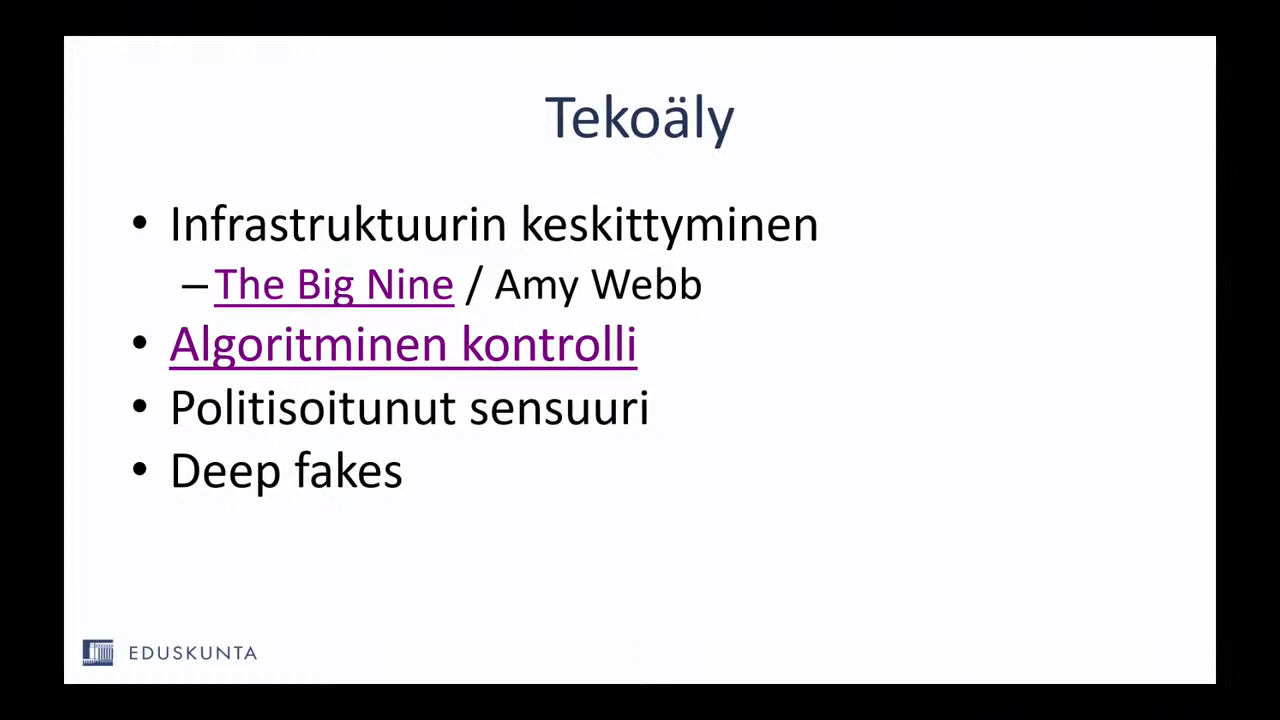 Tekoäly
• Infrastruktuurin keskittyminen
–The Big Nine / Amy Webb
• Algoritminen kontrolli
• Politisoitunut sensuuri
• Deep fakes
EDUSKUNTA